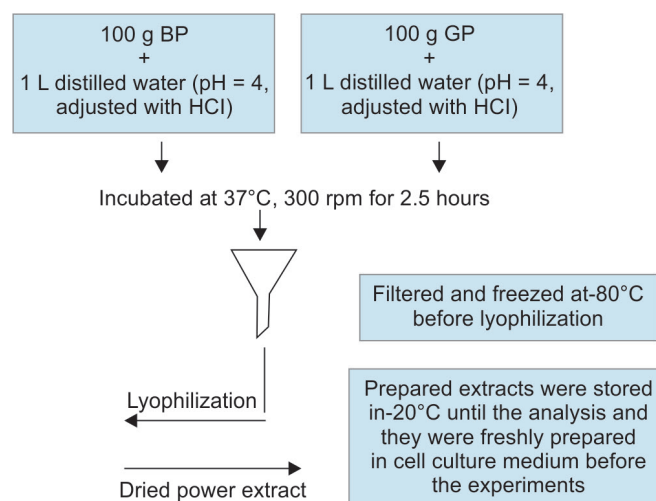 100 g BP
+
1 L distilled water (pH = 4,
adjusted with HCI)
100 g GP
+
1 L distilled water (pH = 4,
adjusted with HCI)
Incubated at 37°C, 300 rpm for 2.5 hours
Filtered and freezed at-80°C
before lyophilization
Lyophilization
Prepared extracts were stored
in-20°C until the analysis and
they were freshly prepared
in cell culture medium before
the experiments
Dried power extract